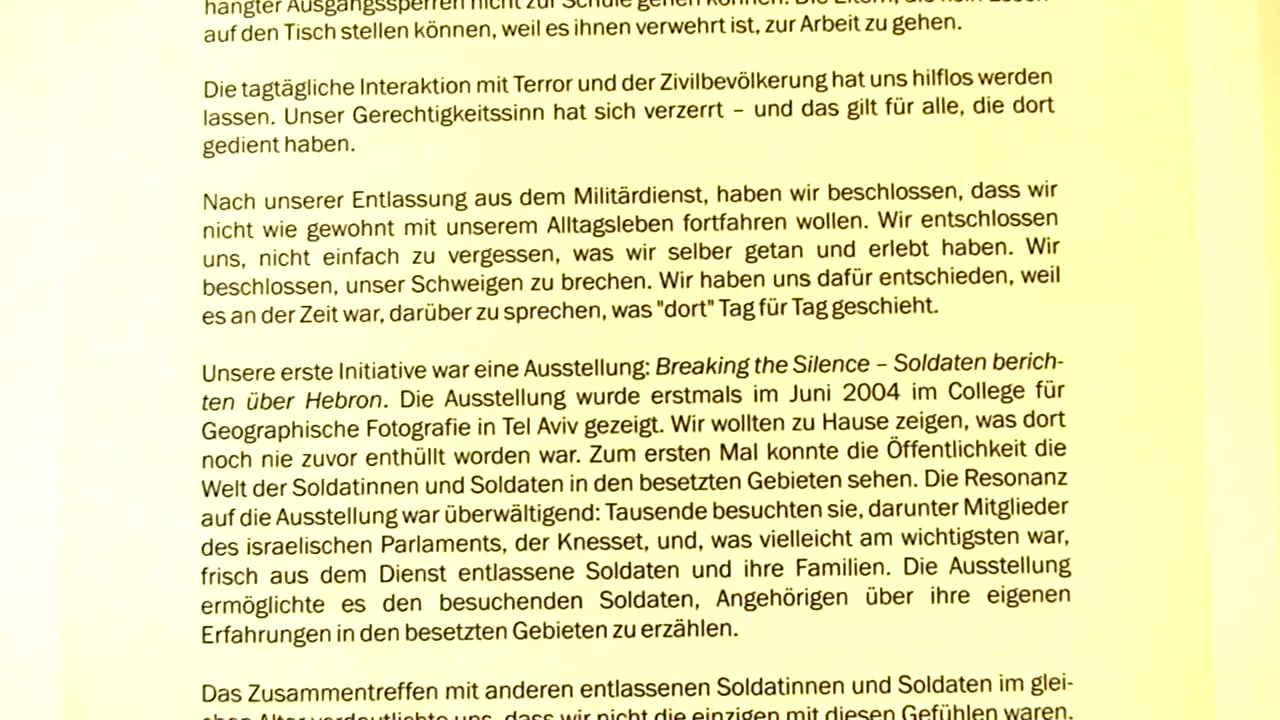 hängter Ausgangssperren nicht zur Schule gehen können. Die Eltern, die kein Essen
auf den Tisch stellen können, weil es ihnen verwehrt ist, zur Arbeit zu gehen.
Die tagtägliche Interaktion mit Terror und der Zivilbevölkerung hat uns hilflos werden
lassen. Unser Gerechtigkeitssinn hat sich verzerrt – und das gilt für alle, die dort
gedient haben.
Nach unserer Entlassung aus dem Militärdienst, haben wir beschlossen, dass wir
nicht wie gewohnt mit unserem Alltagsleben fortfahren wollen. Wir entschlossen
uns, nicht einfach zu vergessen, was wir selber getan und erlebt haben. Wir
beschlossen, unser Schweigen zu brechen. Wir haben uns dafür entschieden, weil
es an der Zeit war, darüber zu sprechen, was "dort" Tag für Tag geschieht.
Unsere erste Initiative war eine Ausstellung: Breaking the Silence – Soldaten berich-
ten über Hebron. Die Ausstellung wurde erstmals im Juni 2004 im College für
Geographische Fotografie in Tel Aviv gezeigt. Wir wollten zu Hause zeigen, was dort
noch nie zuvor enthüllt worden war. Zum ersten Mal konnte die Öffentlichkeit die
Welt der Soldatinnen und Soldaten in den besetzten Gebieten sehen. Die Resonanz
auf die Ausstellung war überwältigend: Tausende besuchten sie, darunter Mitglieder
des israelischen Parlaments, der Knesset, und, was vielleicht am wichtigsten war,
frisch aus dem Dienst entlassene Soldaten und ihre Familien. Die Ausstellung
ermöglichte es den besuchenden Soldaten, Angehörigen über ihre eigenen
Erfahrungen in den besetzten Gebieten zu erzählen.
Das Zusammentreffen mit anderen entlassenen Soldatinnen und Soldaten im glei-
chen Alter verdeutlichte uns, dass wir nicht die einzigen mit diesen Gefühlen waren.